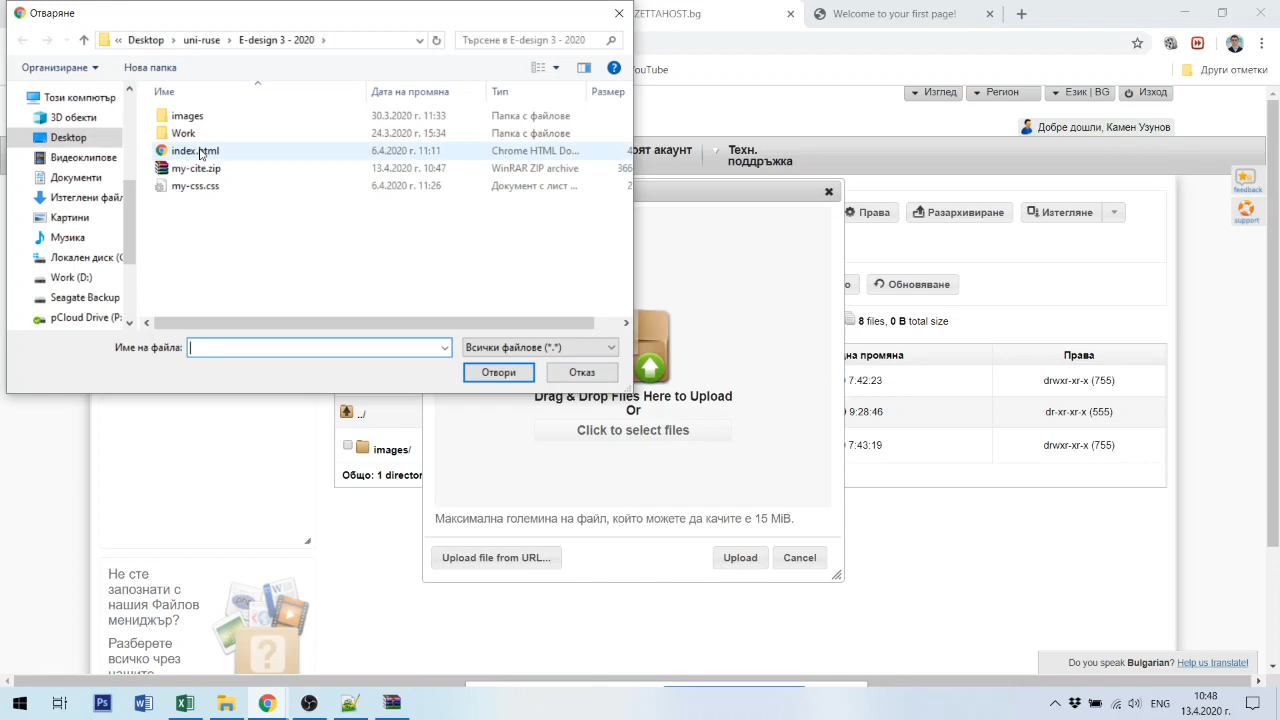 Отваряне
ZETTAHOST.bg
Welcome to your first page!
Desktop
uni-ruse
E-design 3 - 2020
Търсене в E-design 3 - 2020
Организиране
Нова папка
ouTube
Други отметки
Изглед
Регион
Език | BG
Изход
Добре дошли, Камен Узунов
Име
Дата на промяна
Тип
Размер
Този компютър
3D обекти
Desktop
Видеоклипове
Документи
Изтеглени файл
Картини
Музика
Локален диск (C
Work (D:)
Seagate Backup
pCloud Drive (P:
images 30.3.2020 г. 11:33 Папка с файлове
Work 24.3.2020 г. 15:34 Папка с файлове
index.html 6.4.2020 г. 11:11 Chrome HTML Do... 4
my-cite.zip 13.4.2020 г. 10:47 WinRAR ZIP archive 366
my-css.css 6.4.2020 г. 11:26 Документ с лист ... 2
Име на файла:
Всички файлове (*.*)
Отвори
Отказ
оят акаунт
Техн.
поддръжка
feedback
support
Права
Разархивиране
Изтегляне
Обновяване
8 files, 0 B total size
на промяна
Права
7:42:23
drwxr-xr-x (755)
9:28:46
dr-xr-xr-x (555)
7:43:19
drwxr-xr-x (755)
../
images/
Общо: 1 director
Drag & Drop Files Here to Upload
Or
Click to select files
Максимална големина на файл, който можете да качите е 15 MiB.
Upload file from URL...
Upload
Cancel
Не сте
запознати с
нашия Файлов
мениджър?
Разберете
всичко чрез
Do you speak Bulgarian? Help us translate!
ENG
10:48
13.4.2020 г.